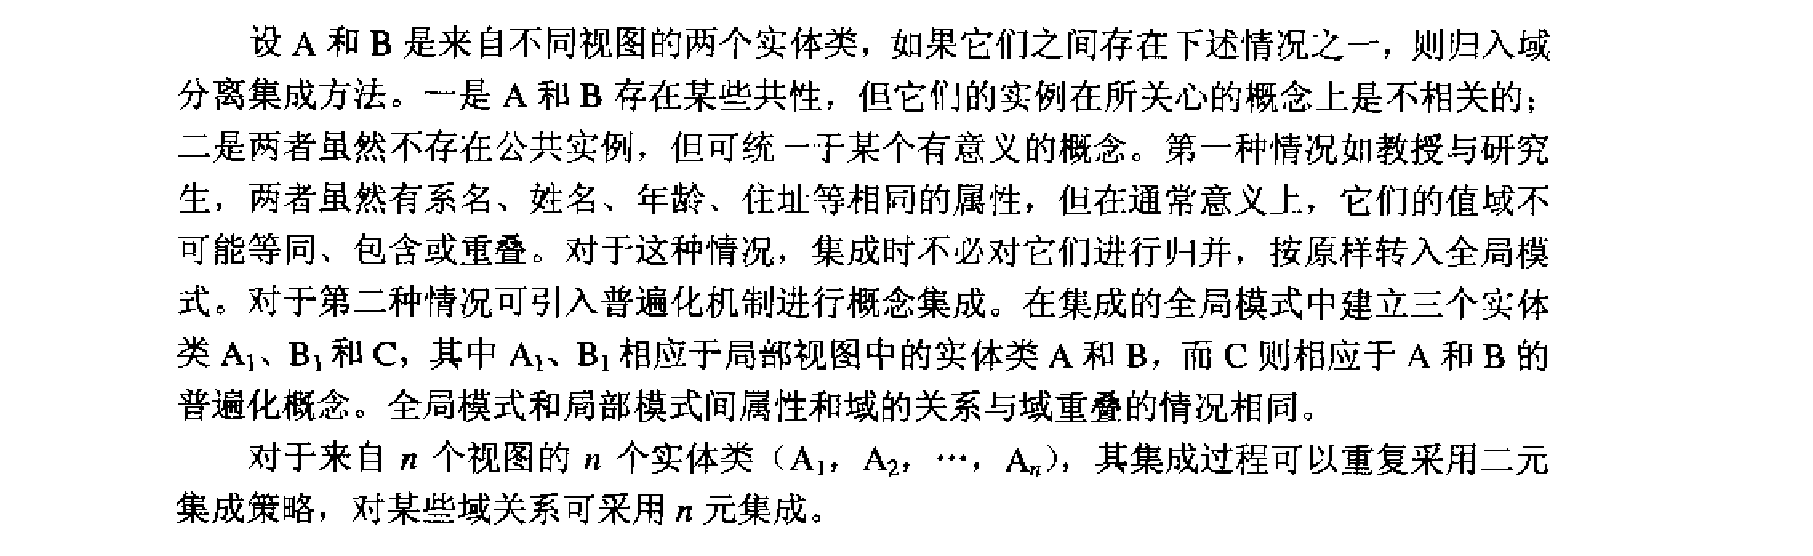 设 A 和 B 是来自不同视图的两个实体类，如果它们之间存在下述情况之一，则归入域
分离集成方法。一是 A 和 B 存在某些共性，但它们的实例在所关心的概念上是不相关的；
二是两者虽然不存在公共实例，但可统一于某个有意义的概念。第一种情况如教授与研究
生，两者虽然有系名、姓名、年龄、住址等相同的属性，但在通常意义上，它们的值域不
可能等同、包含或重叠。对于这种情况，集成时不必对它们进行归并，按原样转入全局模
式。对于第二种情况可引入普遍化机制进行概念集成。在集成的全局模式中建立三个实体
类 A₁、B₁ 和 C，其中 A₁、B₁ 相应于局部视图中的实体类 A 和 B，而 C 则相应于 A 和 B 的
普遍化概念。全局模式和局部模式间属性和域的关系与域重叠的情况相同。
对于来自 n 个视图的 n 个实体类（A₁，A₂，…，Aₙ），其集成过程可以重复采用二元
集成策略，对某些域关系可采用 n 元集成。